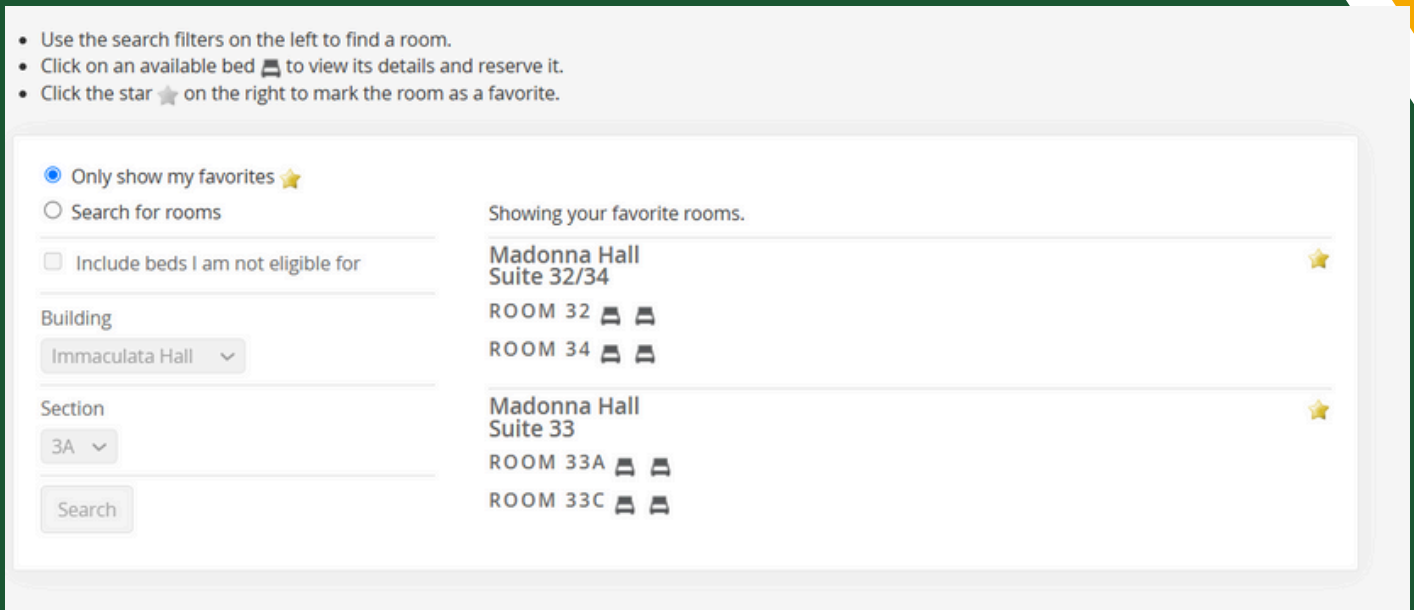 Use the search filters on the left to find a room.
Click on an available bed to view its details and reserve it.
Click the star on the right to mark the room as a favorite.
Only show my favorites
Search for rooms
Include beds I am not eligible for
Building
Immaculata Hall
Section
3A
Search
Showing your favorite rooms.
Madonna Hall
Suite 32/34
ROOM 32
ROOM 34
Madonna Hall
Suite 33
ROOM 33A
ROOM 33C